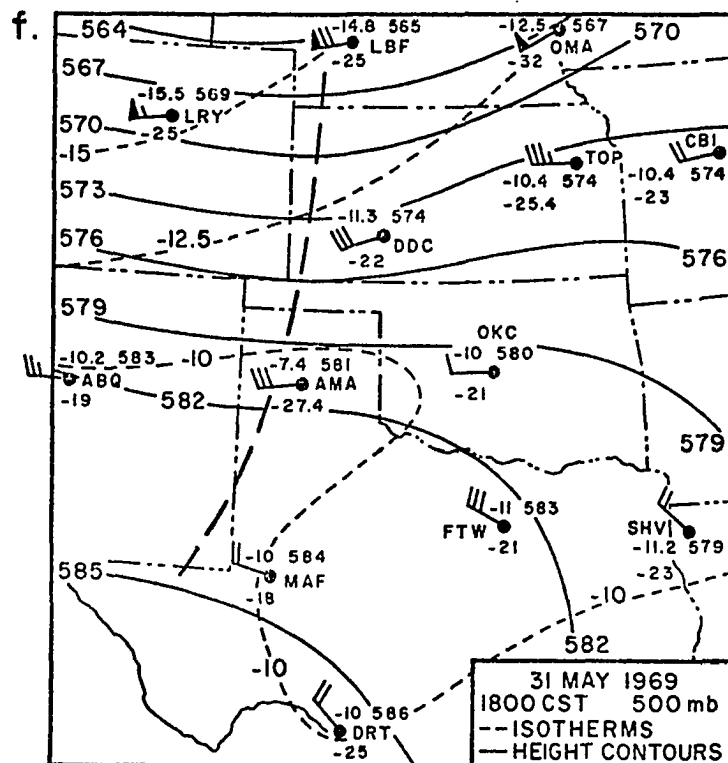 f.
564
-14.8 565
LBF
-25
-12.5 567
OMA
-32
570
567
-15.5 569
LRY
-25
570
-15
CB1
-10.4 574
-23
TOP
-10.4 574
-25.4
573
-11.3 574
DDC
-22
-12.5
576
576
579
OKC
-10 580
-21
-10.2 583
ABQ
-19
-10
-7.4 581
AMA
-27.4
582
579
-11 583
FTW
-21
SHV
-11.2 579
-23
-10 584
MAF
-18
585
-10
582
-10
-10 586
DRT
-25
31 MAY 1969
1800 CST 500 mb
-- ISOTHERMS
— HEIGHT CONTOURS